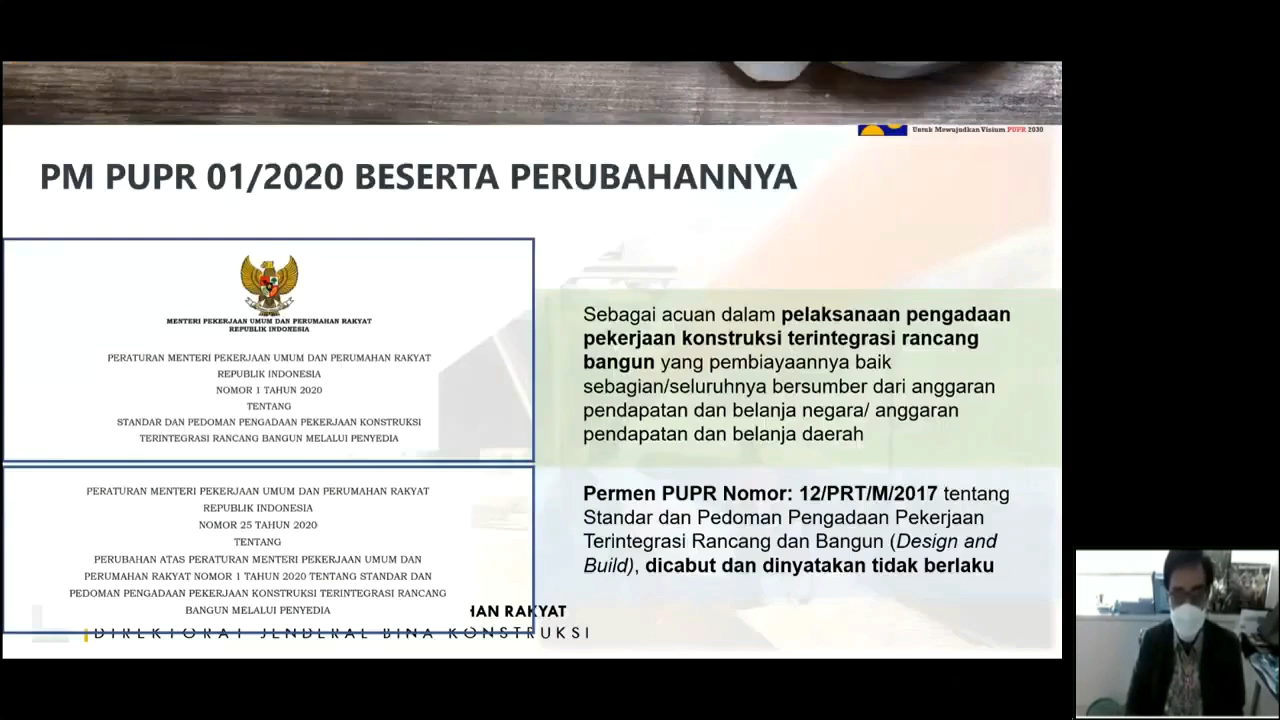 Untuk Mewujudkan Visium PUPR 2030
PM PUPR 01/2020 BESERTA PERUBAHANNYA
MENTERI PEKERJAAN UMUM DAN PERUMAHAN RAKYAT
REPUBLIK INDONESIA
PERATURAN MENTERI PEKERJAAN UMUM DAN PERUMAHAN RAKYAT
REPUBLIK INDONESIA
NOMOR 1 TAHUN 2020
TENTANG
STANDAR DAN PEDOMAN PENGADAAN PEKERJAAN KONSTRUKSI
TERINTEGRASI RANCANG BANGUN MELALUI PENYEDIA
PERATURAN MENTERI PEKERJAAN UMUM DAN PERUMAHAN RAKYAT
REPUBLIK INDONESIA
NOMOR 25 TAHUN 2020
TENTANG
PERUBAHAN ATAS PERATURAN MENTERI PEKERJAAN UMUM DAN
PERUMAHAN RAKYAT NOMOR 1 TAHUN 2020 TENTANG STANDAR DAN
PEDOMAN PENGADAAN PEKERJAAN KONSTRUKSI TERINTEGRASI RANCANG
BANGUN MELALUI PENYEDIA
Sebagai acuan dalam pelaksanaan pengadaan
pekerjaan konstruksi terintegrasi rancang
bangun yang pembiayaannya baik
sebagian/seluruhnya bersumber dari anggaran
pendapatan dan belanja negara/ anggaran
pendapatan dan belanja daerah
Permen PUPR Nomor: 12/PRT/M/2017 tentang
Standar dan Pedoman Pengadaan Pekerjaan
Terintegrasi Rancang dan Bangun (Design and
Build), dicabut dan dinyatakan tidak berlaku
HAN RAKYAT
DIREKTORAT JENDERAL BINA KONSTRUKSI